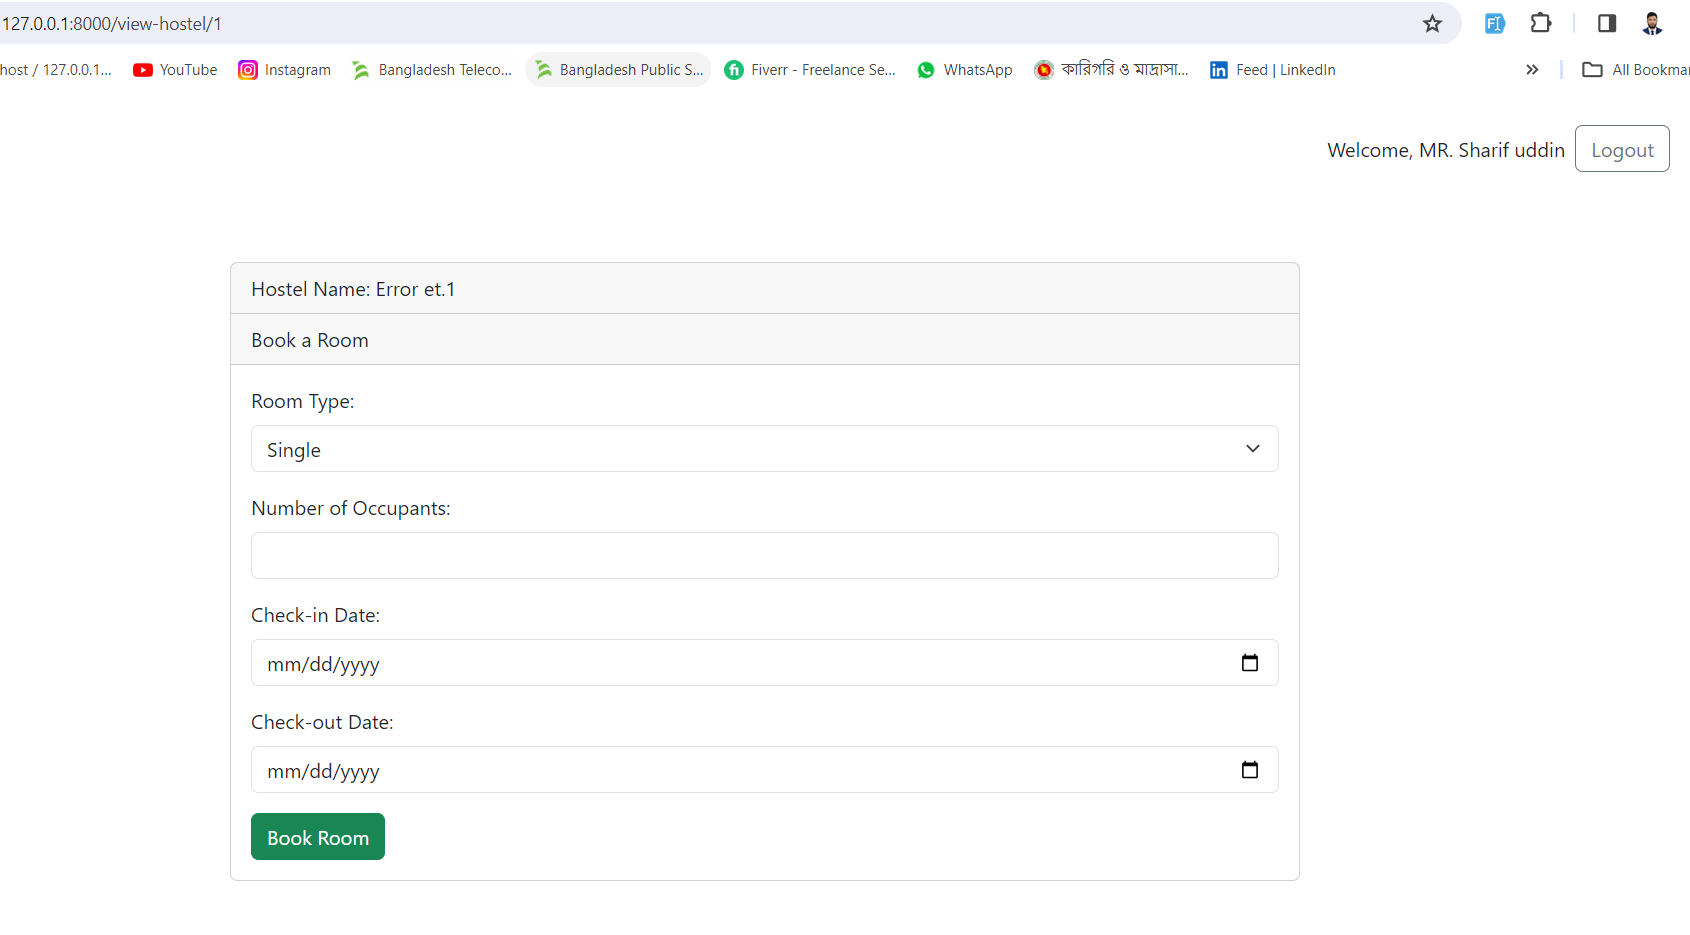 127.0.0.1:8000/view-hostel/1
host / 127.0.0.1... YouTube Instagram Bangladesh Teleco... Bangladesh Public S... Fiverr - Freelance Se... WhatsApp কারিগরি ও মাদ্রাসা... Feed | LinkedIn All Bookmar
Welcome, MR. Sharif uddin Logout
Hostel Name: Error et.1
Book a Room
Room Type:
Single
Number of Occupants:
Check-in Date:
mm/dd/yyyy
Check-out Date:
mm/dd/yyyy
Book Room